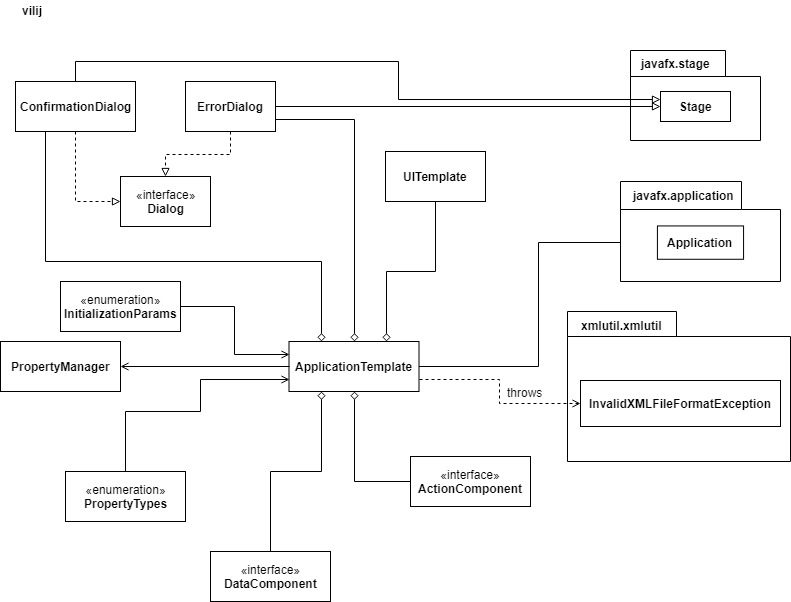 vilij
javafx.stage
ConfirmationDialog
ErrorDialog
Stage
UITemplate
«interface»
Dialog
javafx.application
Application
«enumeration»
InitializationParams
xmlutil.xmlutil
PropertyManager
ApplicationTemplate
throws
InvalidXMLFileFormatException
«interface»
ActionComponent
«enumeration»
PropertyTypes
«interface»
DataComponent